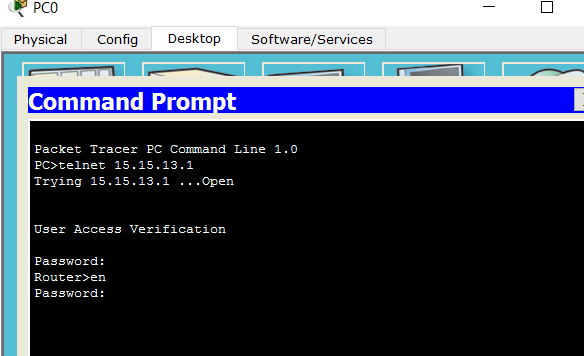 PC0
Physical Config Desktop Software/Services
Command Prompt
Packet Tracer PC Command Line 1.0
PC>telnet 15.15.13.1
Trying 15.15.13.1 ...Open
User Access Verification
Password:
Router>en
Password: